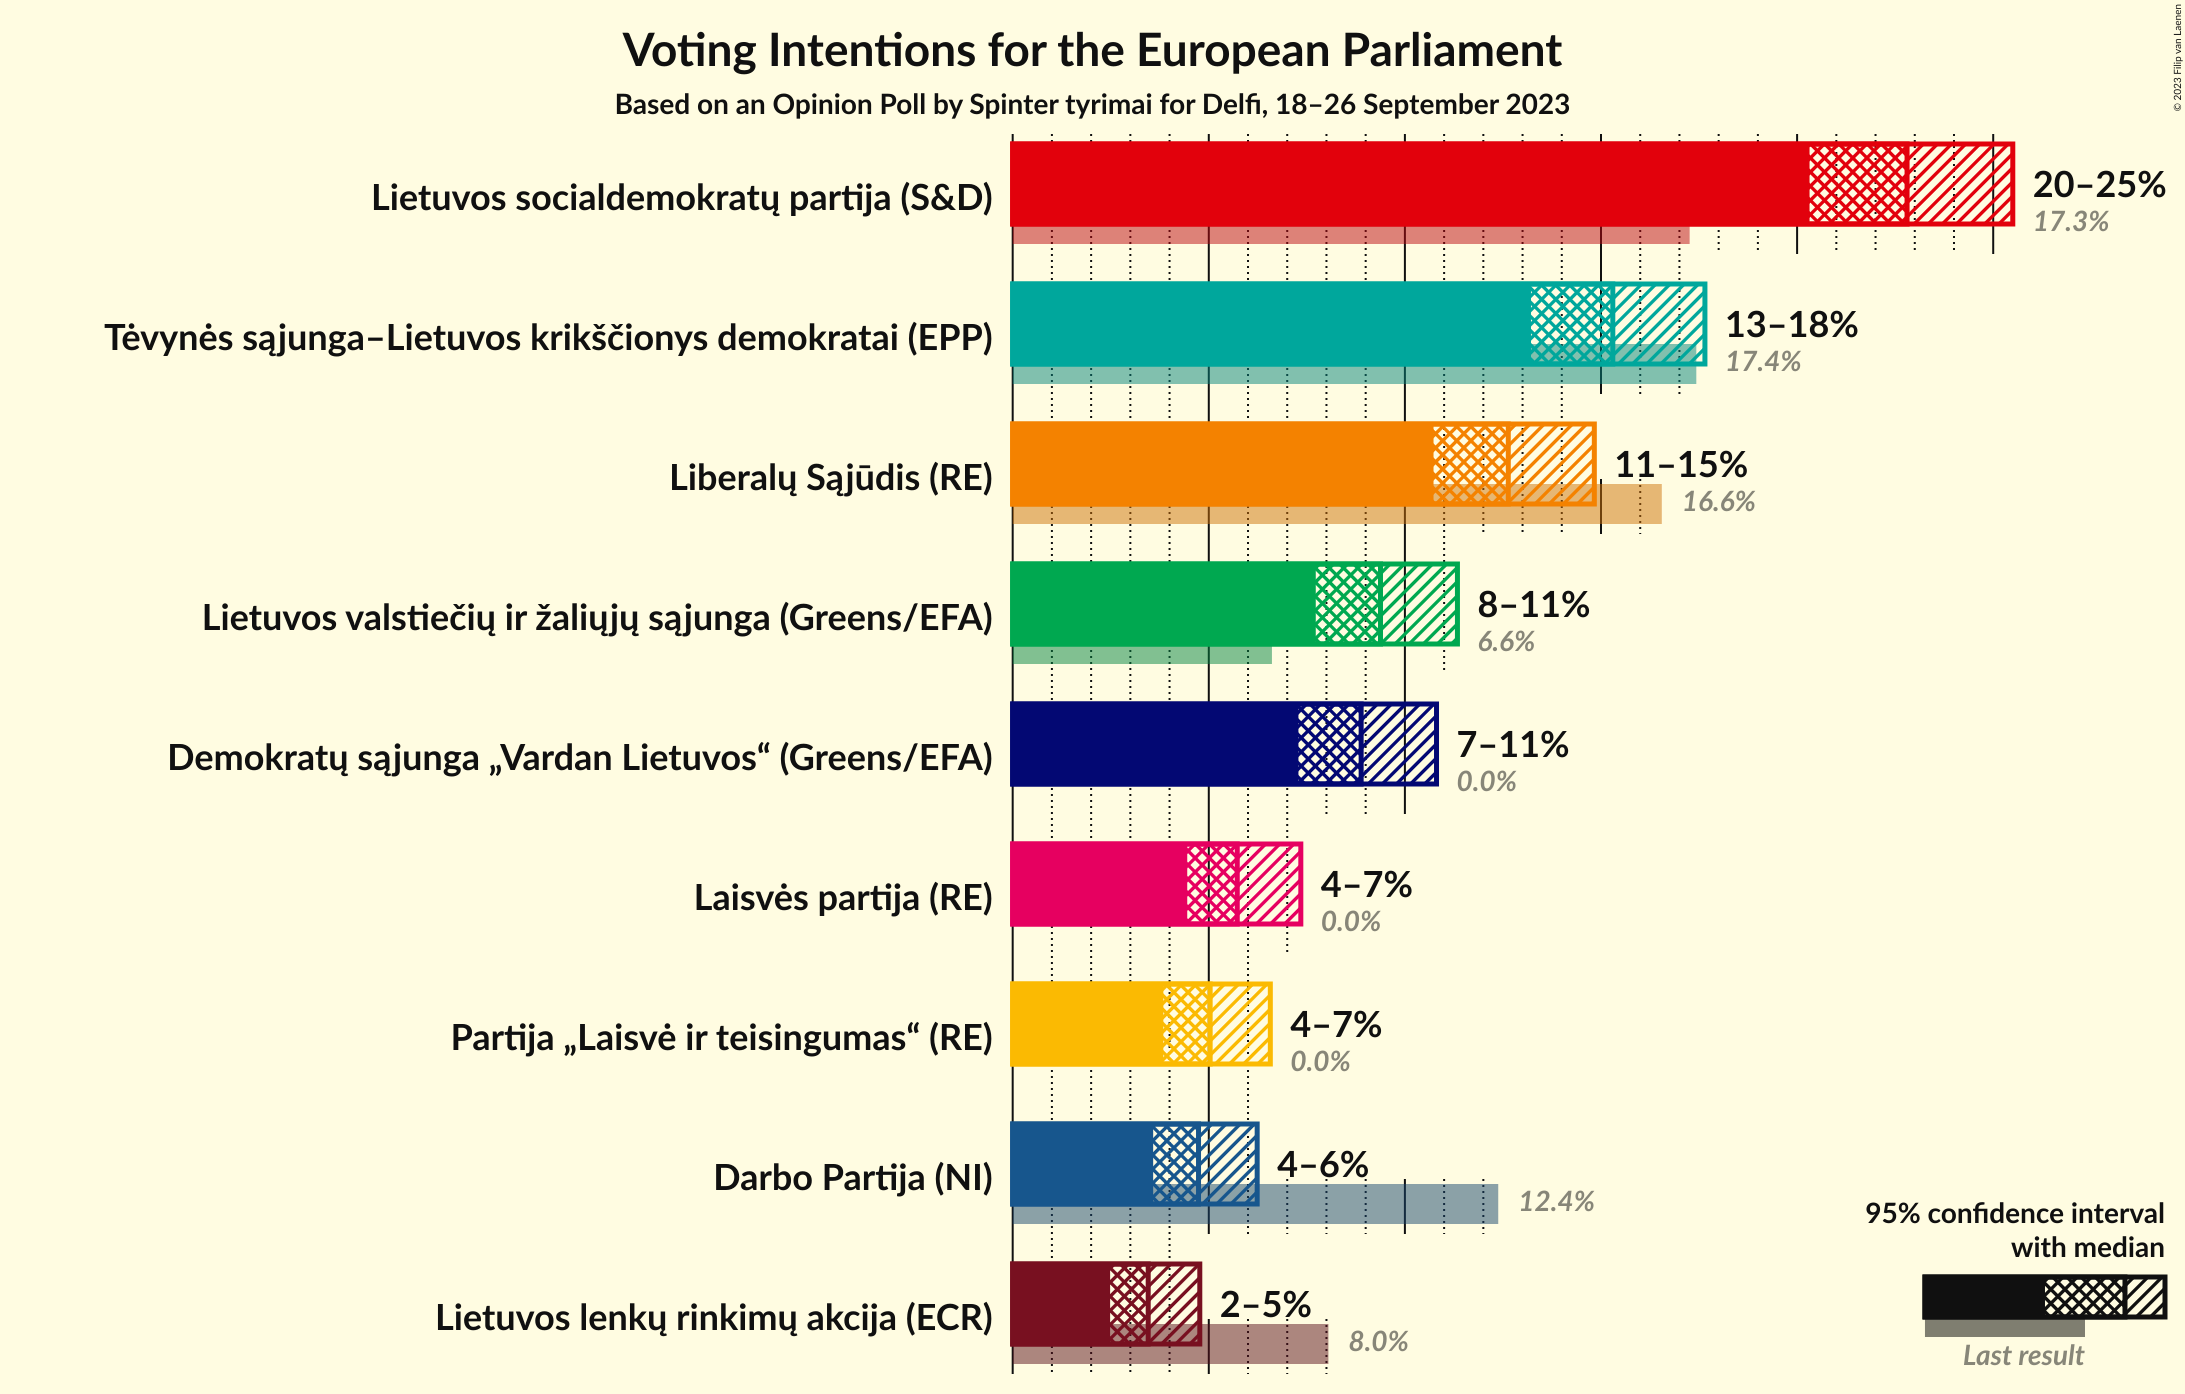 Voting Intentions for the European Parliament
Based on an Opinion Poll by Spinter tyrimai for Delfi, 18–26 September 2023
© 2023 Filip van Laenen
Lietuvos socialdemokratų partija (S&D)
20–25%
17.3%
Tėvynės sąjunga–Lietuvos krikščionys demokratai (EPP)
13–18%
17.4%
Liberalų Sąjūdis (RE)
11–15%
16.6%
Lietuvos valstiečių ir žaliųjų sąjunga (Greens/EFA)
8–11%
6.6%
Demokratų sąjunga „Vardan Lietuvos“ (Greens/EFA)
7–11%
0.0%
Laisvės partija (RE)
4–7%
0.0%
Partija „Laisvė ir teisingumas“ (RE)
4–7%
0.0%
Darbo Partija (NI)
4–6%
12.4%
Lietuvos lenkų rinkimų akcija (ECR)
2–5%
8.0%
95% confidence interval
with median
Last result